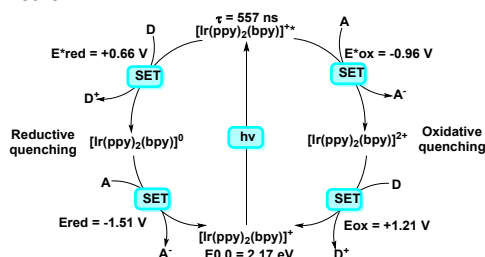 τ = 557 ns
[Ir(ppy)2(bpy)]+*
D
A
E*red = +0.66 V
E*ox = -0.96 V
SET
SET
D+
A-
Reductive
quenching
[Ir(ppy)2(bpy)]0
hν
[Ir(ppy)2(bpy)]2+
Oxidative
quenching
A
D
SET
SET
Ered = -1.51 V
Eox = +1.21 V
[Ir(ppy)2(bpy)]+
A-
E0,0 = 2.17 eV
D+